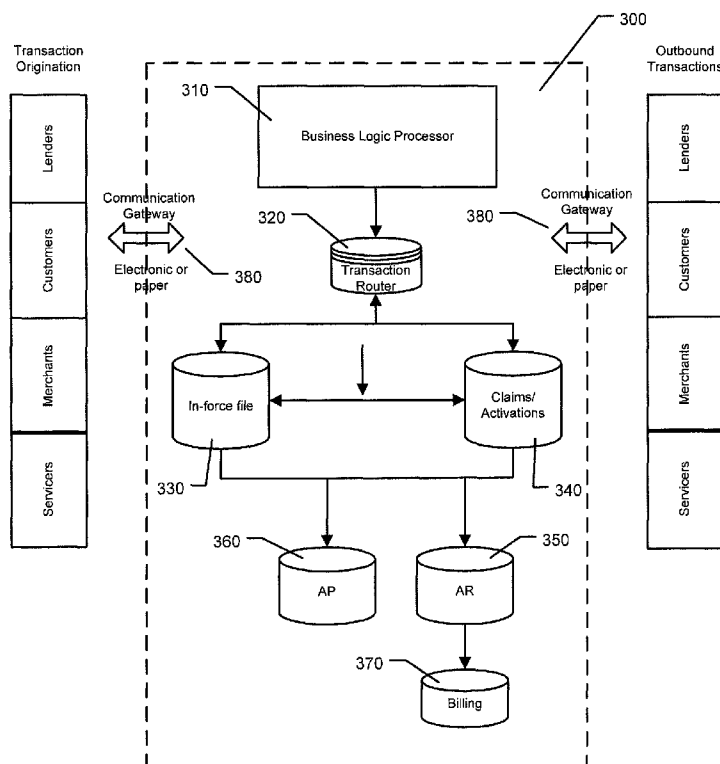 Transaction
Origination
300
Outbound
Transactions
310
Business Logic Processor
Lenders
Lenders
Communication
Gateway
320
380
Communication
Gateway
Customers
Customers
Electronic or
paper
380
Transaction
Router
Electronic or
paper
Merchants
Merchants
In-force file
Claims/
Activations
Servicers
Servicers
330
340
360
350
AP
AR
370
Billing